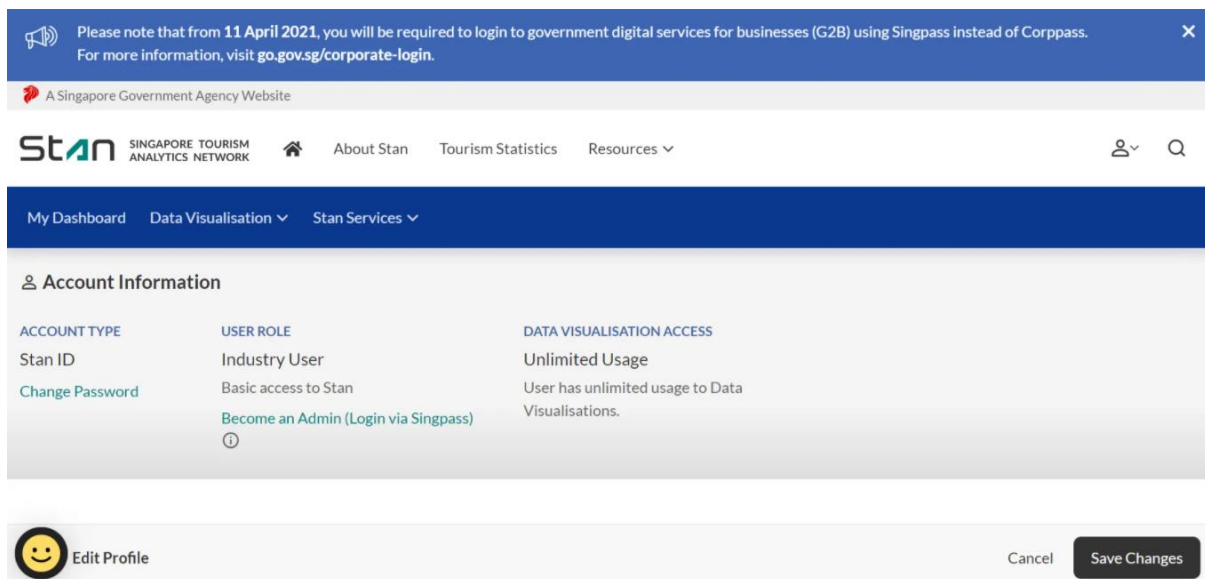 Please note that from 11 April 2021, you will be required to login to government digital services for businesses (G2B) using Singpass instead of Corppass.
For more information, visit go.gov.sg/corporate-login.
A Singapore Government Agency Website
Stan SINGAPORE TOURISM ANALYTICS NETWORK About Stan Tourism Statistics Resources
My Dashboard Data Visualisation Stan Services
Account Information
ACCOUNT TYPE USER ROLE DATA VISUALISATION ACCESS
Stan ID Industry User Unlimited Usage
Change Password Basic access to Stan User has unlimited usage to Data
Become an Admin (Login via Singpass) Visualisations.
Edit Profile Cancel Save Changes